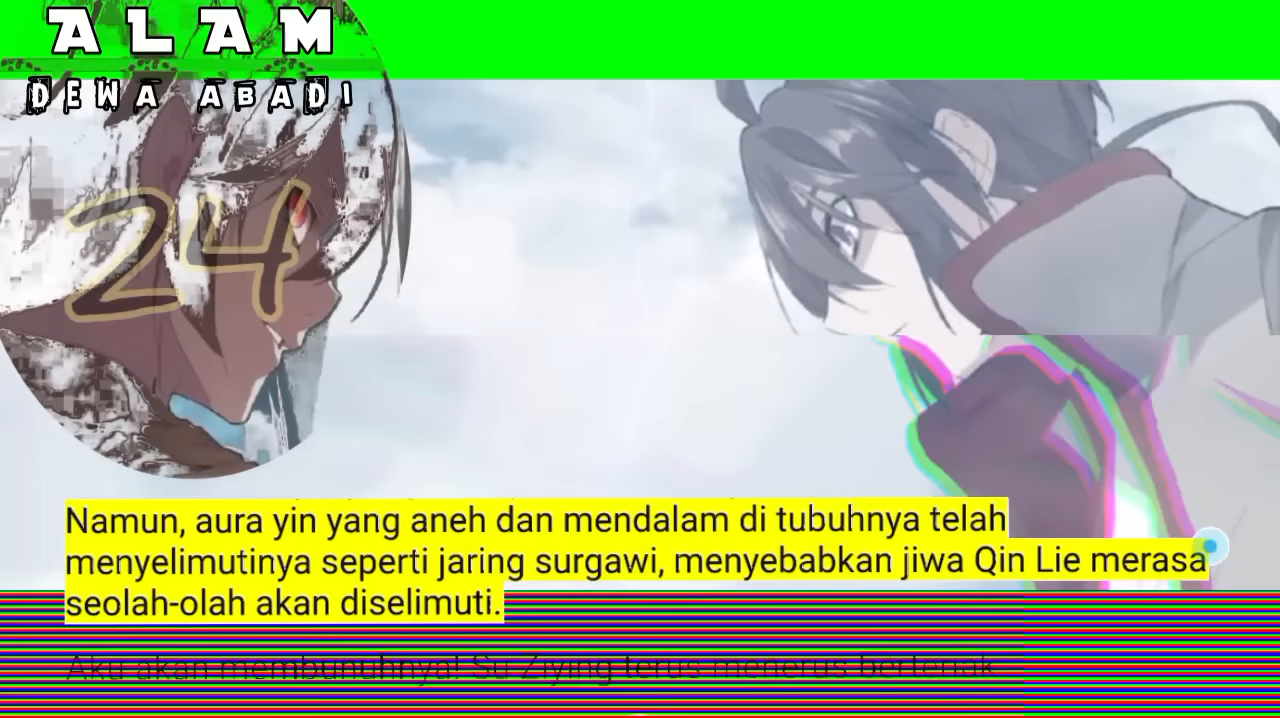 ALAM
DEWA ABADI
24
Namun, aura yin yang aneh dan mendalam di tubuhnya telah
menyelimutinya seperti jaring surgawi, menyebabkan jiwa Qin Lie merasa
seolah-olah akan diselimuti.
Aku akan membunuhnya! Su Ziying terus menerus berteriak.